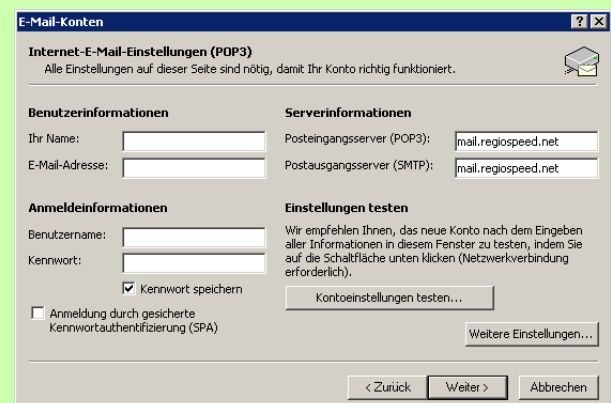 E-Mail-Konten
Internet-E-Mail-Einstellungen (POP3)
Alle Einstellungen auf dieser Seite sind nötig, damit Ihr Konto richtig funktioniert.
Benutzerinformationen
Ihr Name:
E-Mail-Adresse:
Serverinformationen
Posteingangsserver (POP3): mail.regiospeed.net
Postausgangsserver (SMTP): mail.regiospeed.net
Anmeldeinformationen
Benutzername:
Kennwort:
Kennwort speichern
Anmeldung durch gesicherte
Kennwortauthentifizierung (SPA)
Einstellungen testen
Wir empfehlen Ihnen, das neue Konto nach dem Eingeben
aller Informationen in diesem Fenster zu testen, indem Sie
auf die Schaltfläche unten klicken (Netzwerkverbindung
erforderlich).
Kontoeinstellungen testen...
Weitere Einstellungen...
< Zurück
Weiter >
Abbrechen